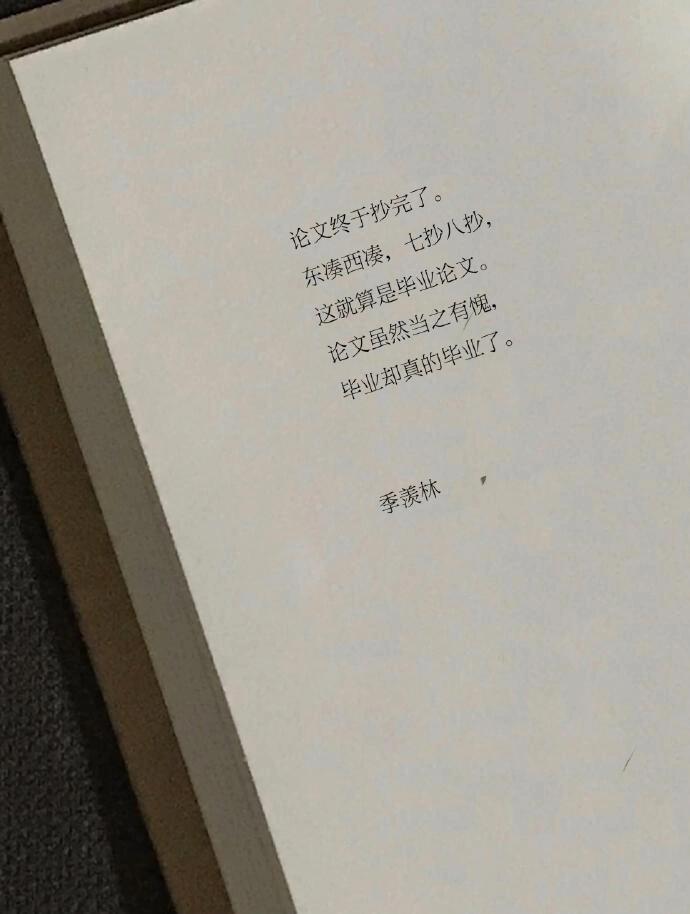 论文终于抄完了。
东凑西凑，七抄八抄，
这就算是毕业论文。
论文虽然当之有愧，
毕业却真的毕业了。
季羡林